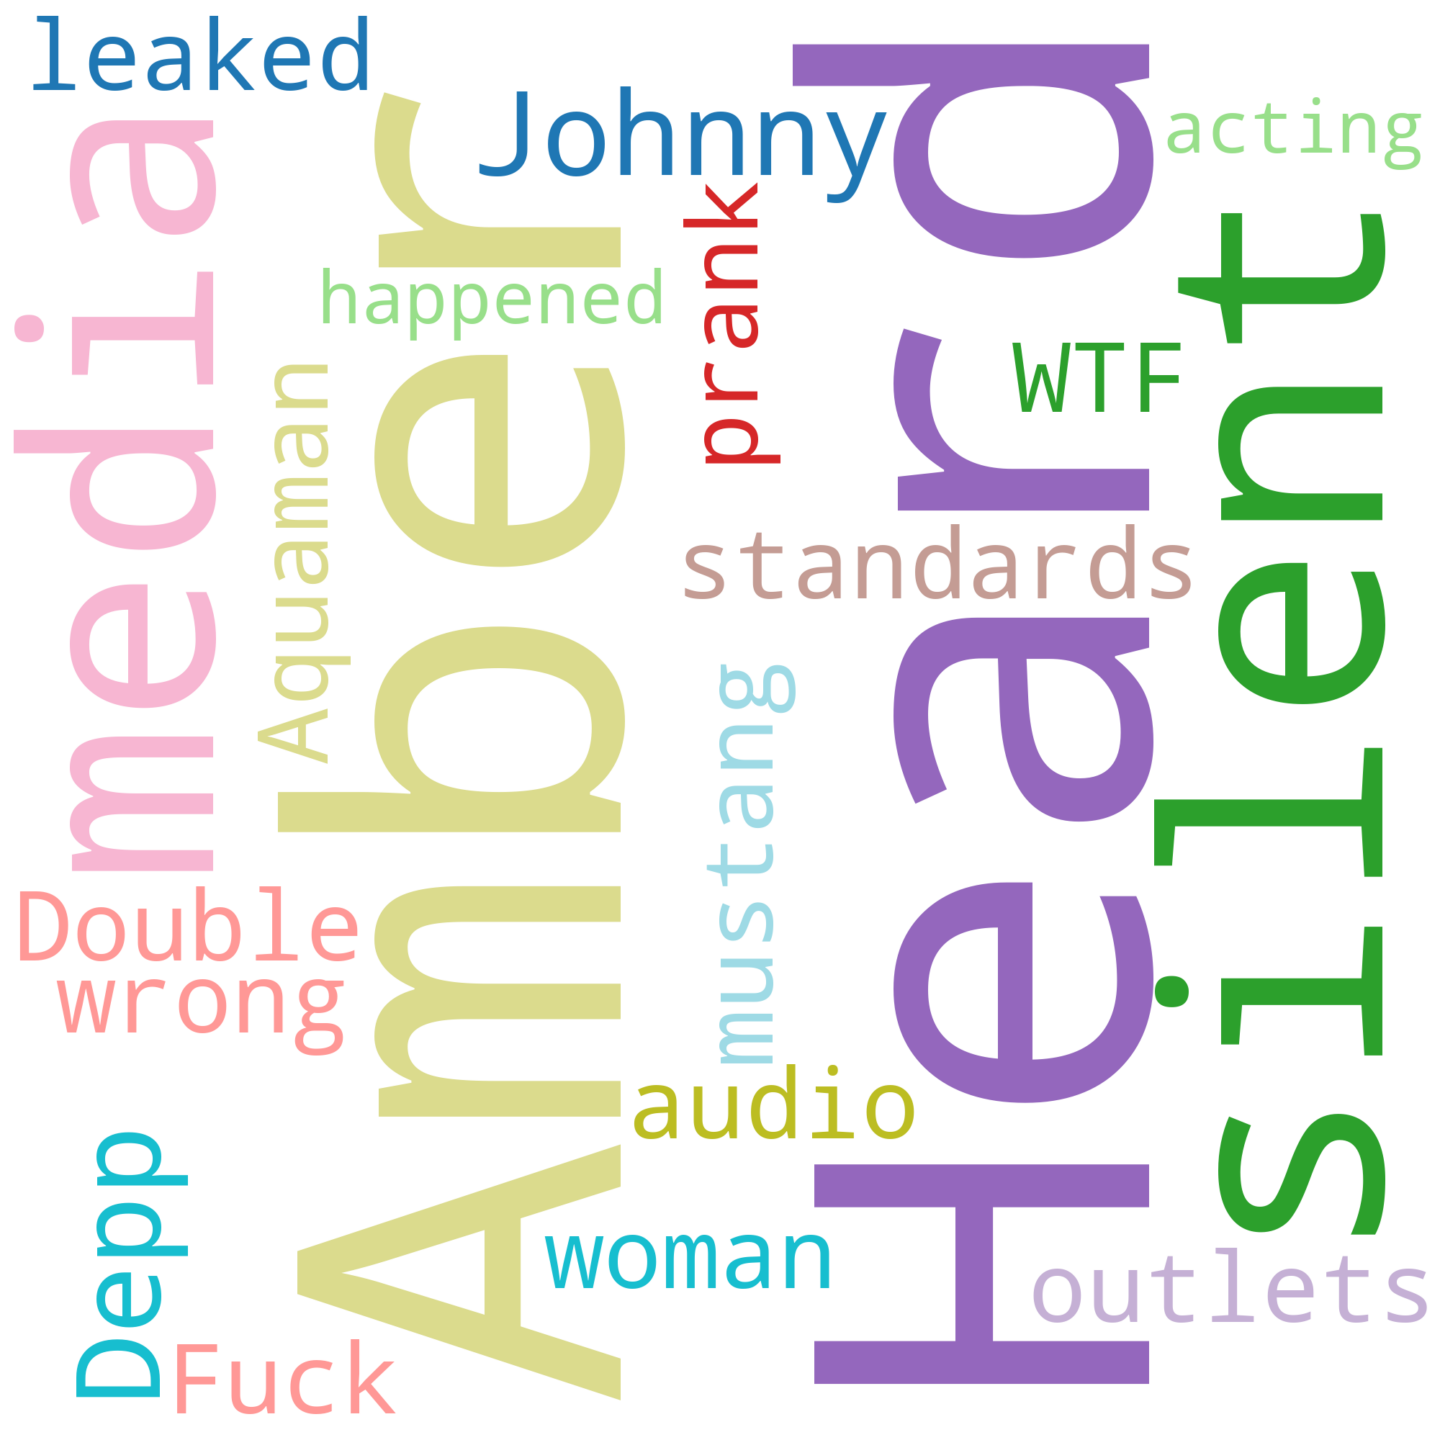 leaked
Johnny
acting
media
Amber
Heard
prank
happened
silent
WTF
Aquaman
standards
mustang
Double
wrong
audio
Depp
woman
outlets
Fuck